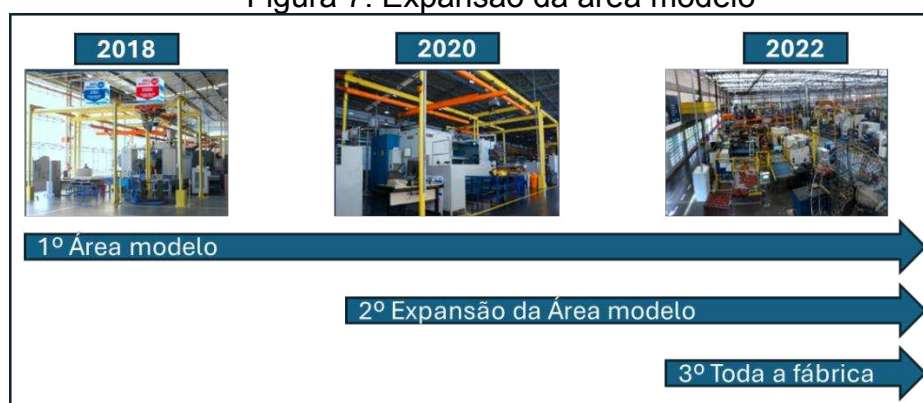 Figura 7: Expansão da área modelo
2018
2020
2022
1º Área modelo
2º Expansão da Área modelo
3º Toda a fábrica